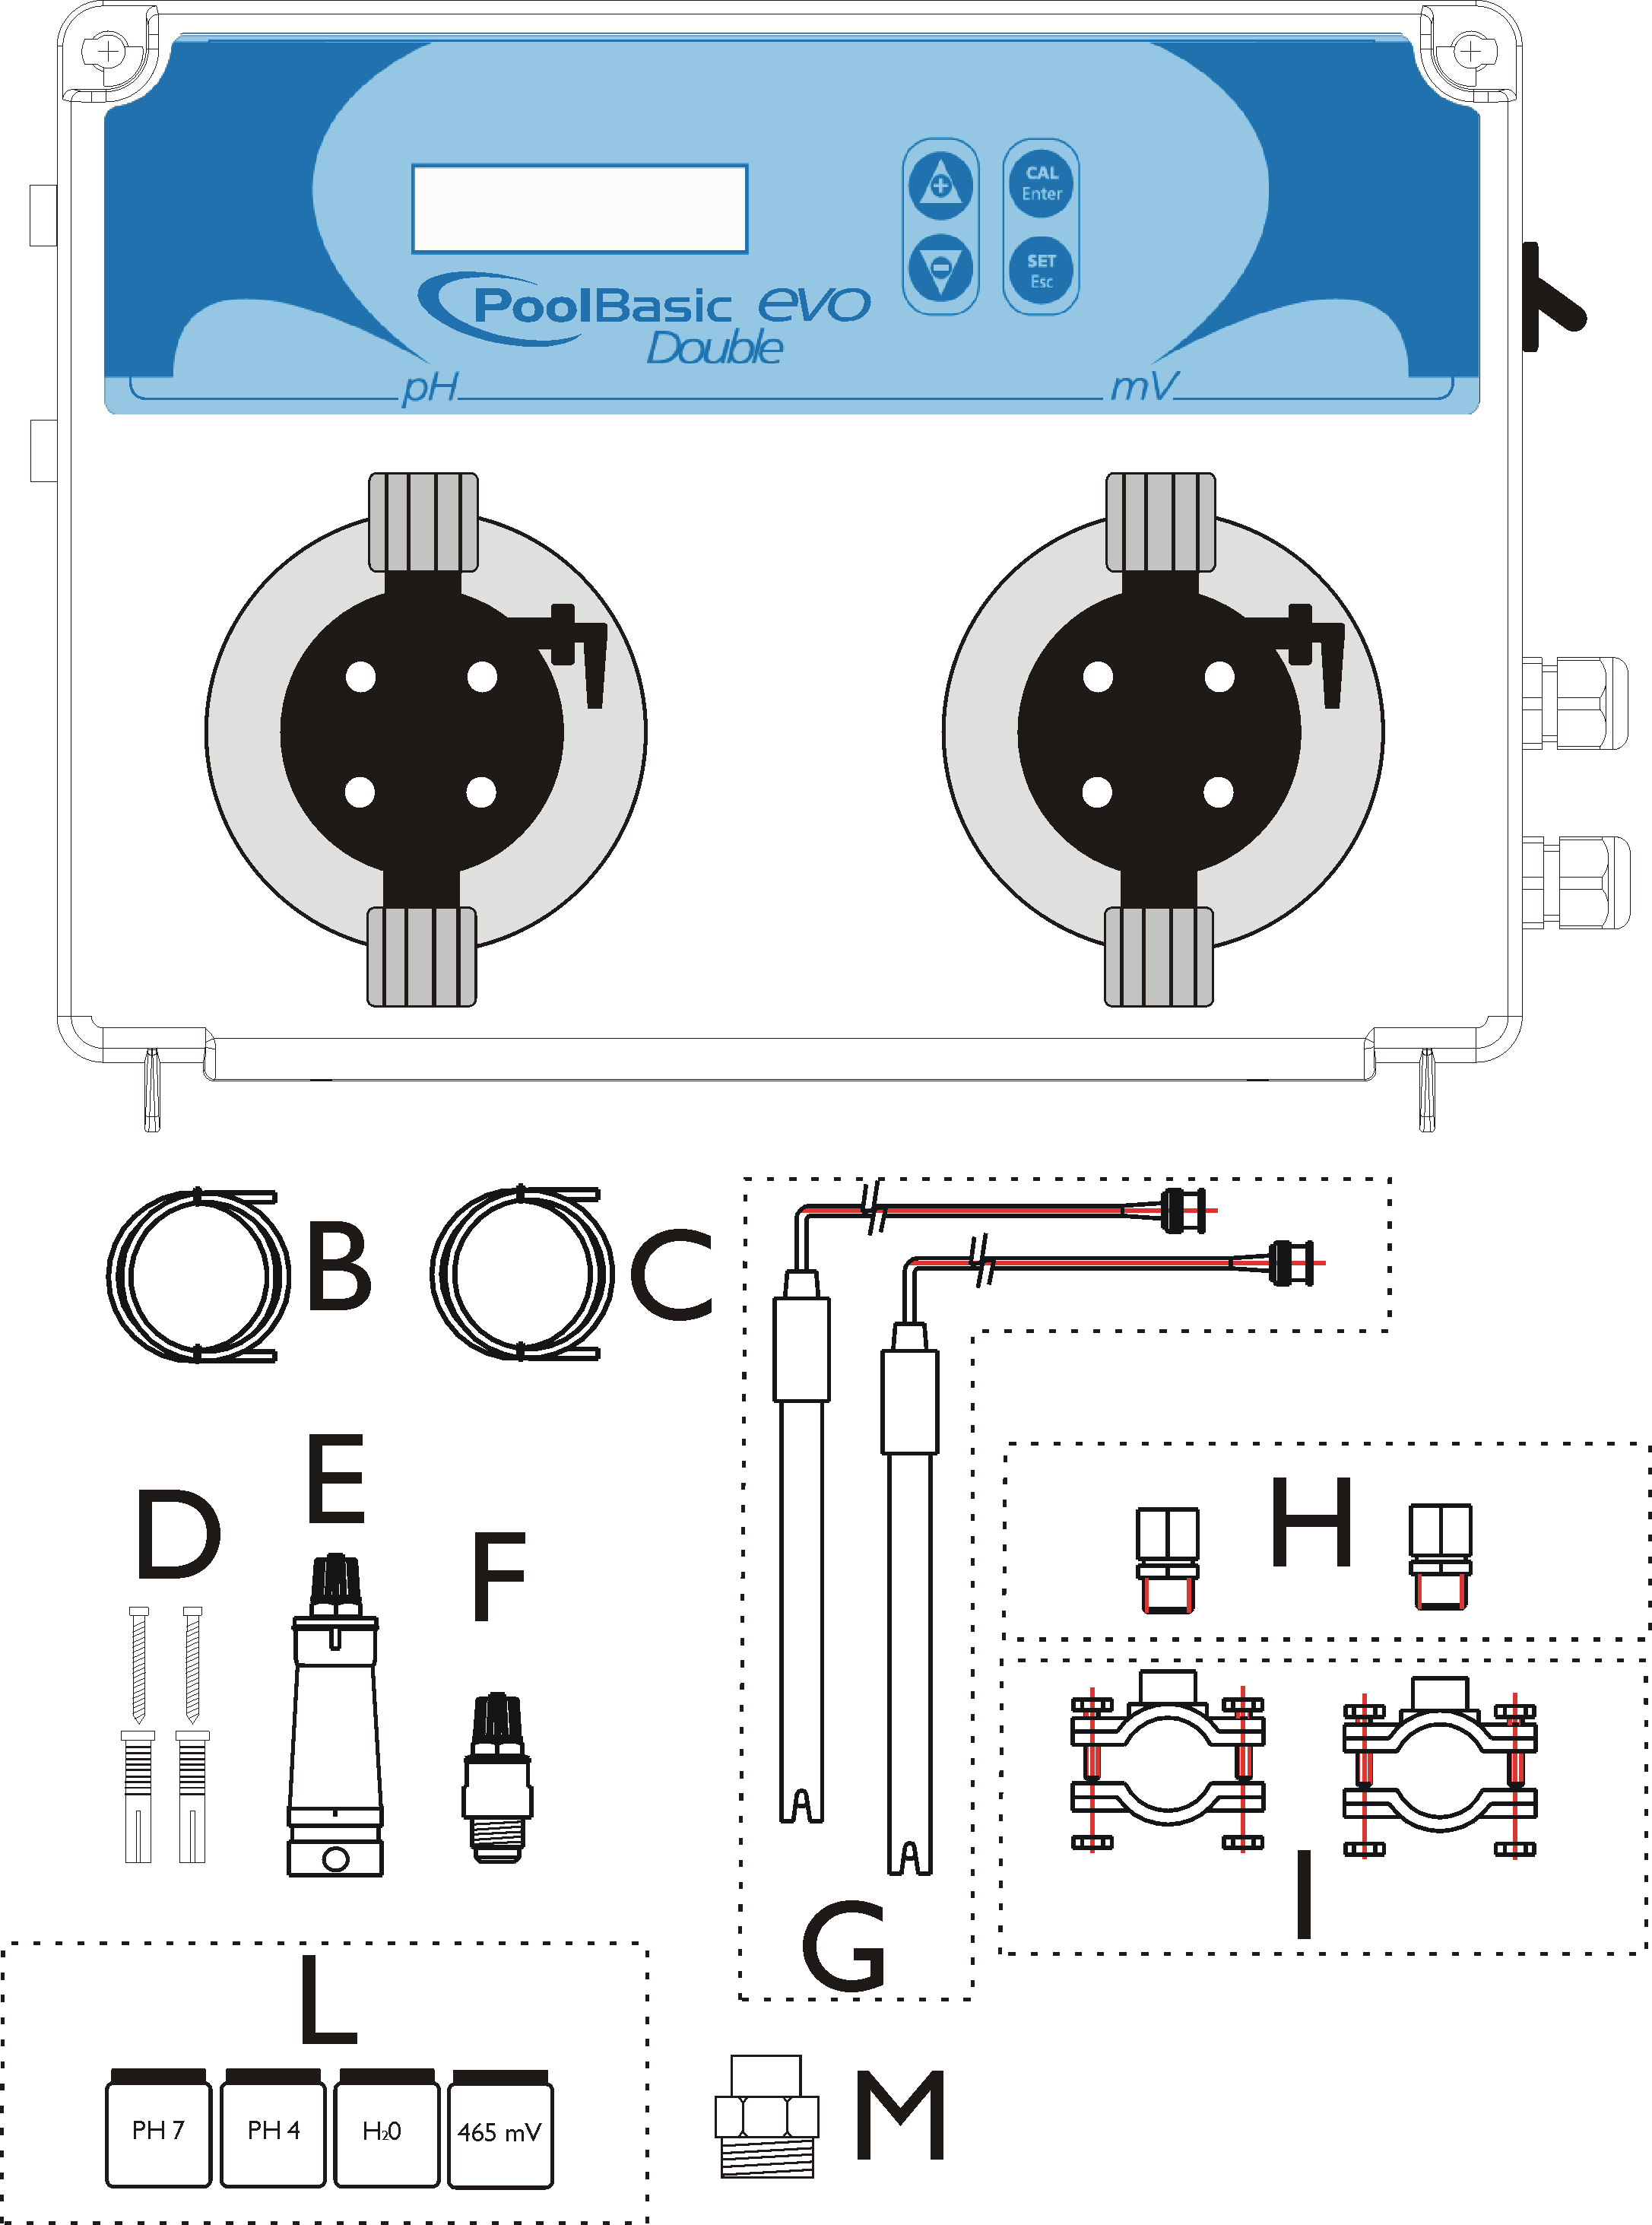 CAL
Enter
SET
Esc
PoolBasic evo
Double
pH
mV
B
C
E
D
F
H
G
I
L
PH 7
PH 4
H₂0
465 mV
M